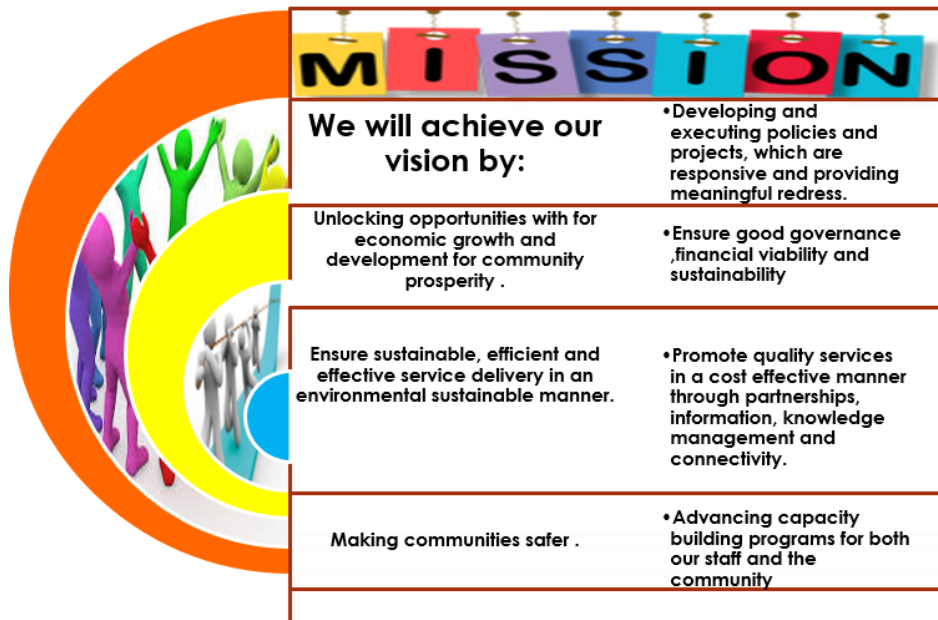 MISSION
We will achieve our
vision by:
•Developing and
executing policies and
projects, which are
responsive and providing
meaningful redress.
Unlocking opportunities with for
economic growth and
development for community
prosperity .
•Ensure good governance
,financial viability and
sustainability
Ensure sustainable, efficient and
effective service delivery in an
environmental sustainable manner.
•Promote quality services
in a cost effective manner
through partnerships,
information, knowledge
management and
connectivity.
Making communities safer .
•Advancing capacity
building programs for both
our staff and the
community